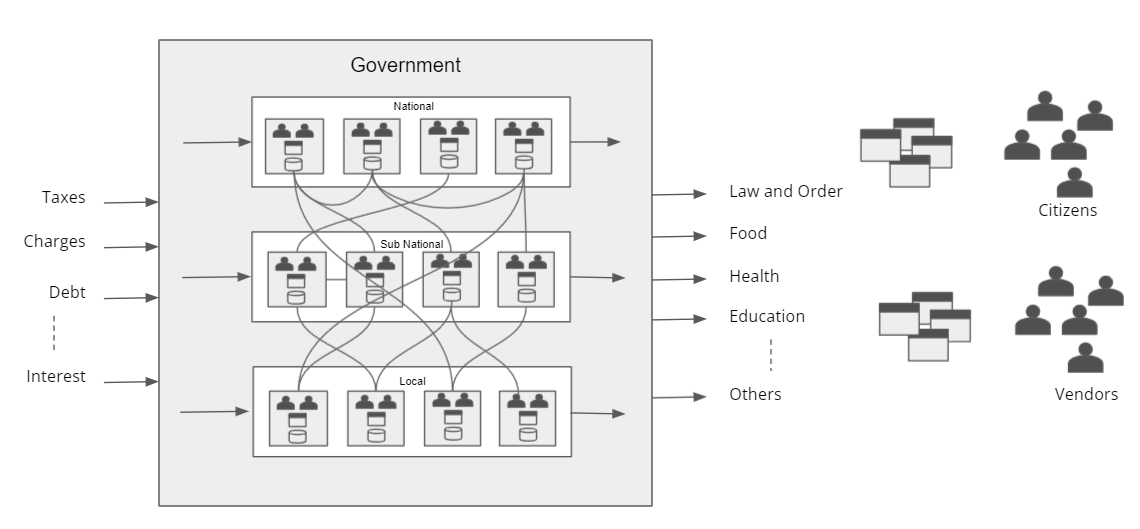 Government
National
Sub National
Local
Taxes
Charges
Debt
Interest
Law and Order
Food
Health
Education
Others
Citizens
Vendors